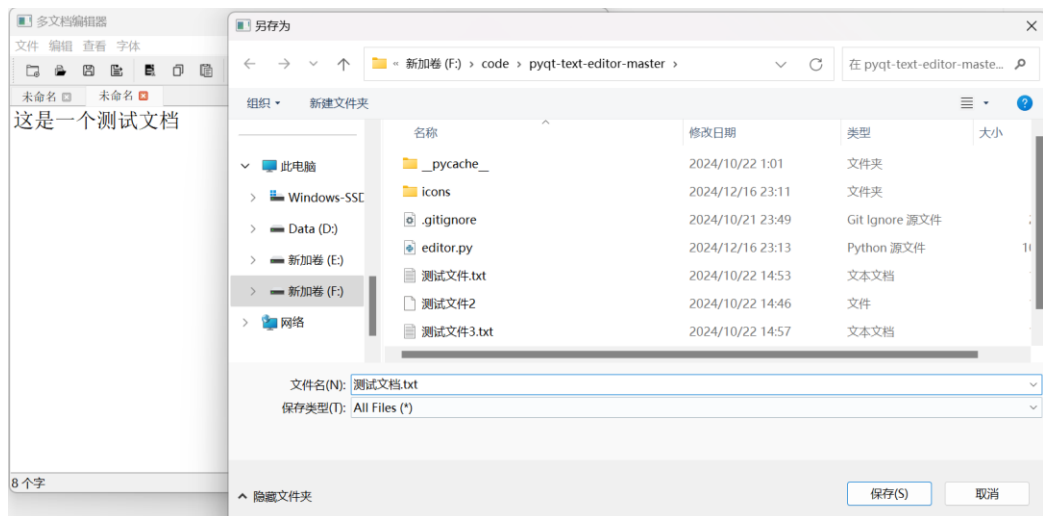 多文档编辑器
文件 编辑 查看 字体
未命名 未命名
这是一个测试文档
8 个字
另存为
« 新加卷 (F:) › code › pyqt-text-editor-master ›
在 pyqt-text-editor-maste...
组织 新建文件夹
此电脑
Windows-SSD
Data (D:)
新加卷 (E:)
新加卷 (F:)
网络
名称 修改日期 类型 大小
__pycache__ 2024/10/22 1:01 文件夹
icons 2024/12/16 23:11 文件夹
.gitignore 2024/10/21 23:49 Git Ignore 源文件
editor.py 2024/12/16 23:13 Python 源文件
测试文件.txt 2024/10/22 14:53 文本文档
测试文件2 2024/10/22 14:46 文件
测试文件3.txt 2024/10/22 14:57 文本文档
文件名(N): 测试文档.txt
保存类型(T): All Files (*)
隐藏文件夹
保存(S) 取消